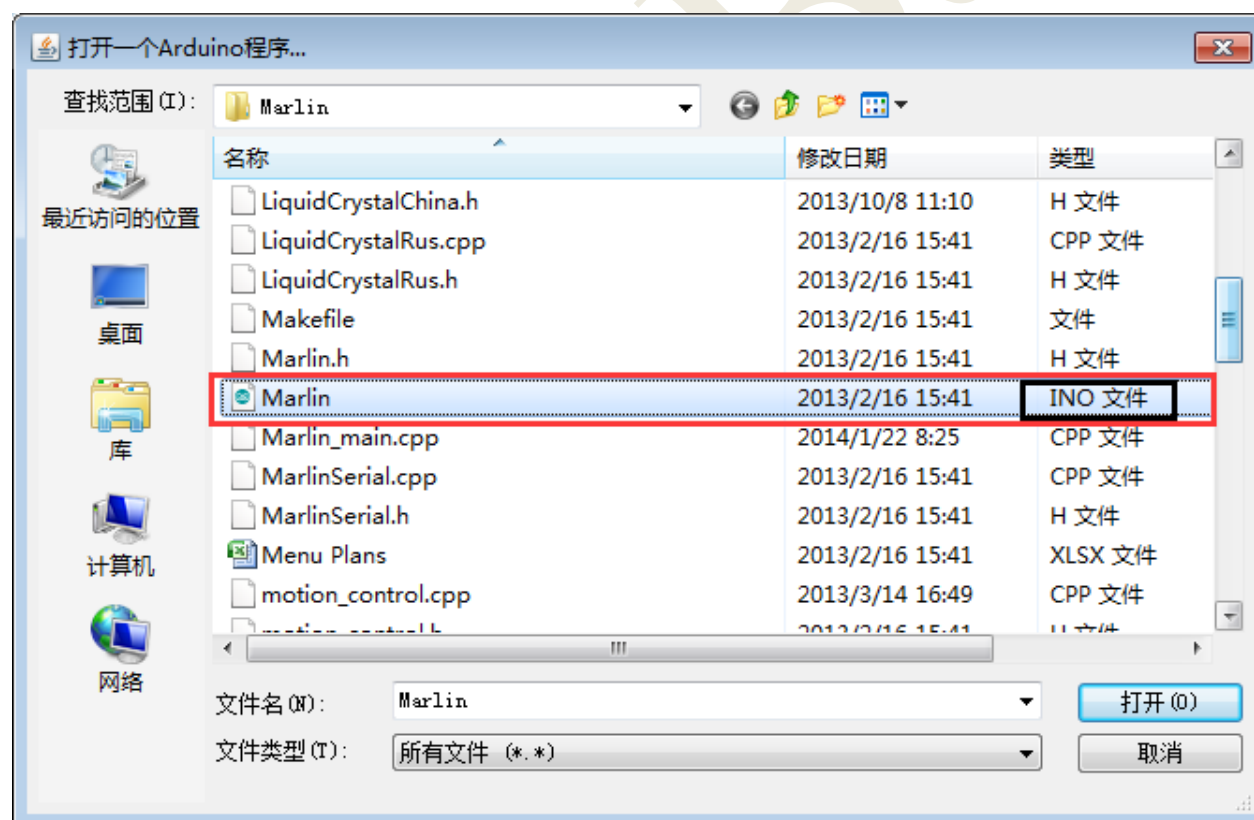 打开一个Arduino程序...
查找范围(I):
Marlin
名称 修改日期 类型
最近访问的位置
桌面
库
计算机
网络
LiquidCrystalChina.h 2013/10/8 11:10 H 文件
LiquidCrystalRus.cpp 2013/2/16 15:41 CPP 文件
LiquidCrystalRus.h 2013/2/16 15:41 H 文件
Makefile 2013/2/16 15:41 文件
Marlin.h 2013/2/16 15:41 H 文件
Marlin 2013/2/16 15:41 INO 文件
Marlin_main.cpp 2014/1/22 8:25 CPP 文件
MarlinSerial.cpp 2013/2/16 15:41 CPP 文件
MarlinSerial.h 2013/2/16 15:41 H 文件
Menu Plans 2013/2/16 15:41 XLSX 文件
motion_control.cpp 2013/3/14 16:49 CPP 文件
motion_control.h 2013/2/16 15:41 H 文件
文件名(N): Marlin 打开(O)
文件类型(T): 所有文件 (*.*) 取消